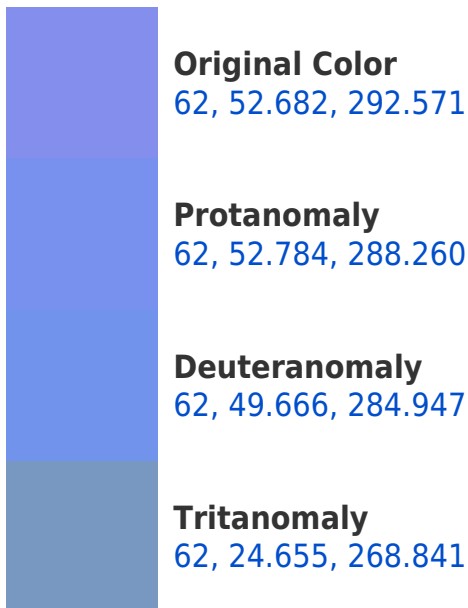 Original Color
62, 52.682, 292.571
Protanomaly
62, 52.784, 288.260
Deuteranomaly
62, 49.666, 284.947
Tritanomaly
62, 24.655, 268.841